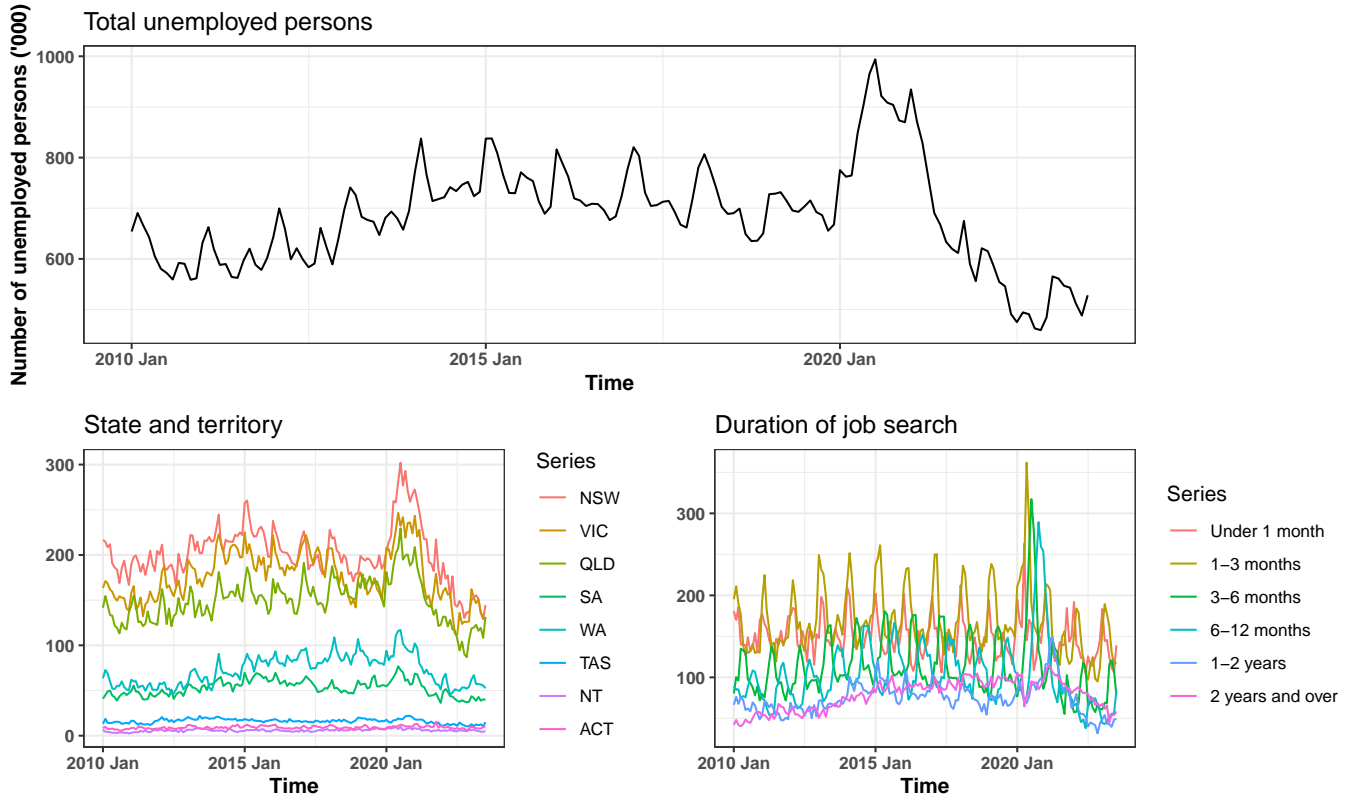 Total unemployed persons
Number of unemployed persons ('000)
1000
800
600
2010 Jan
2015 Jan
2020 Jan
Time
State and territory
300
200
100
0
2010 Jan
2015 Jan
2020 Jan
Time
Series
NSW
VIC
QLD
SA
WA
TAS
NT
ACT
Duration of job search
300
200
100
2010 Jan
2015 Jan
2020 Jan
Time
Series
Under 1 month
1–3 months
3–6 months
6–12 months
1–2 years
2 years and over